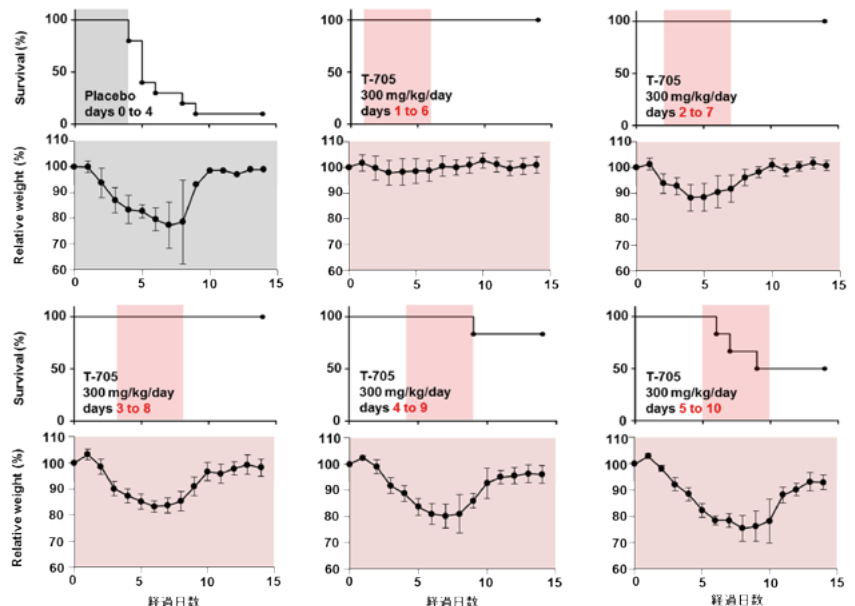 Survival (%)
100
50
0
Placebo
days 0 to 4
100
50
0
T-705
300 mg/kg/day
days 1 to 6
100
50
0
T-705
300 mg/kg/day
days 2 to 7
Relative weight (%)
110
100
90
80
70
60
0 5 10 15
110
100
90
80
70
60
0 5 10 15
110
100
90
80
70
60
0 5 10 15
Survival (%)
100
50
0
T-705
300 mg/kg/day
days 3 to 8
100
50
0
T-705
300 mg/kg/day
days 4 to 9
100
50
0
T-705
300 mg/kg/day
days 5 to 10
Relative weight (%)
110
100
90
80
70
60
0 5 10 15
経過日数
110
100
90
80
70
60
0 5 10 15
経過日数
110
100
90
80
70
60
0 5 10 15
経過日数